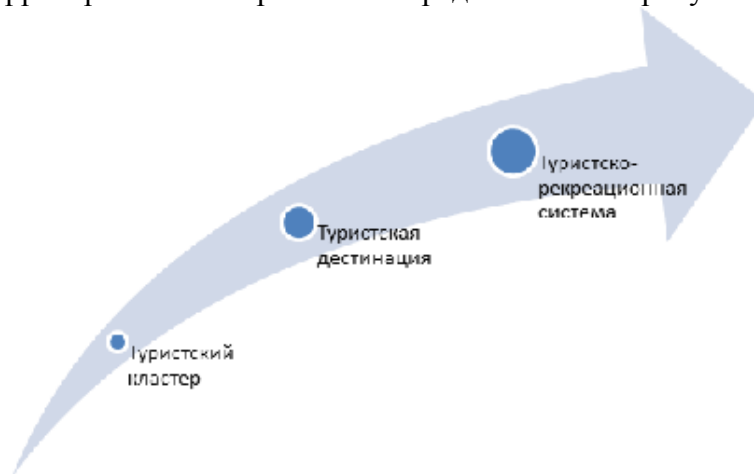 Туристско-
рекреационная
система
Туристская
дестинация
Туристский
кластер